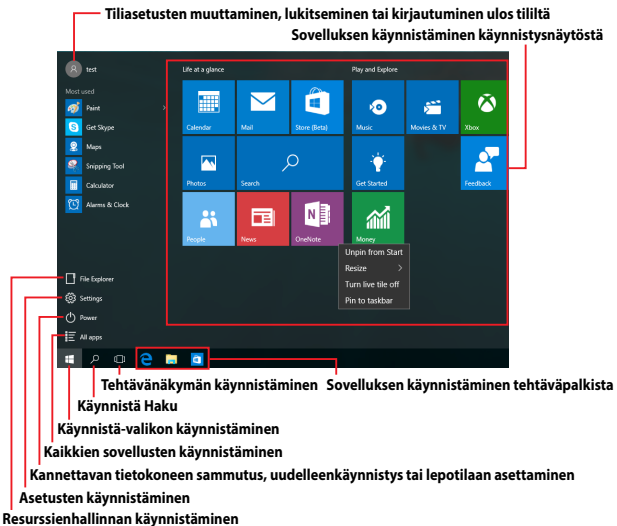 Tiliasetusten muuttaminen, lukitseminen tai kirjautuminen ulos tililtä
Sovelluksen käynnistäminen käynnistysnäytöstä
test
Life at a glance
Play and Explore
Most used
Paint
Get Skype
Maps
Snipping Tool
Calculator
Alarms & Clock
Calendar
Mail
Store (Beta)
Music
Movies & TV
Xbox
Photos
Search
Get Started
Feedback
People
News
OneNote
Money
Unpin from Start
Resize
Turn live tile off
Pin to taskbar
File Explorer
Settings
Power
All apps
Tehtävänäkymän käynnistäminen
Sovelluksen käynnistäminen tehtäväpalkista
Käynnistä Haku
Käynnistä-valikon käynnistäminen
Kaikkien sovellusten käynnistäminen
Kannettavan tietokoneen sammutus, uudelleenkäynnistys tai lepotilaan asettaminen
Asetusten käynnistäminen
Resurssienhallinnan käynnistäminen